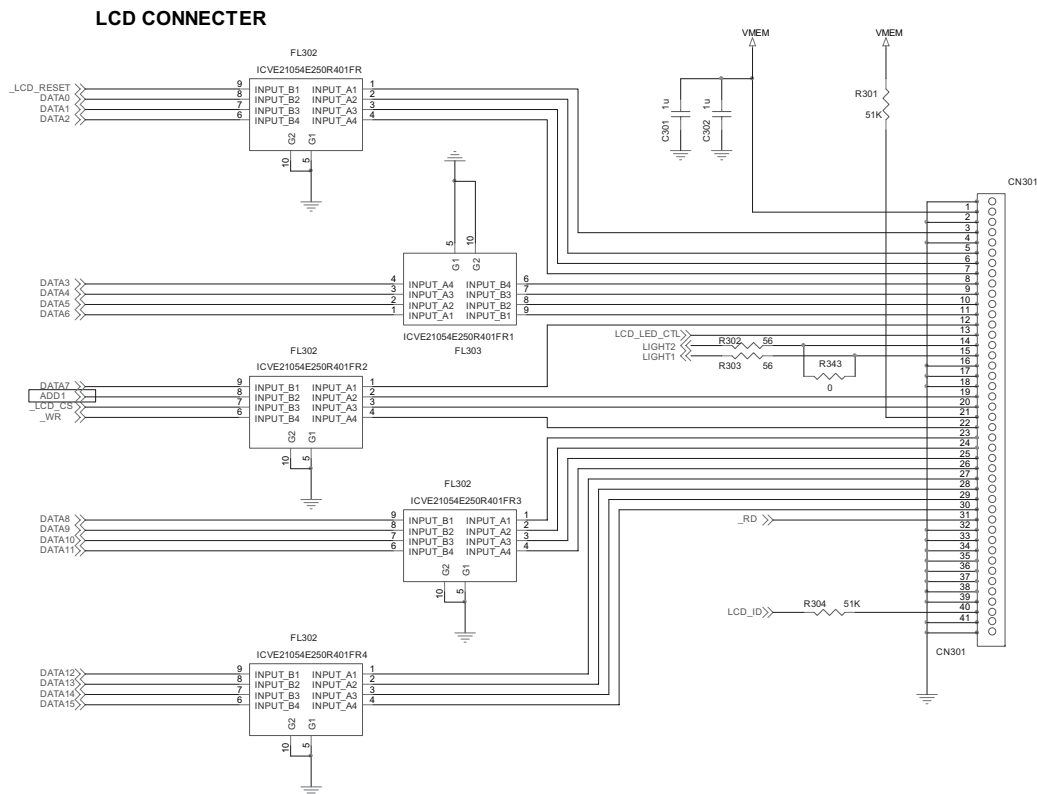 LCD CONNECTER
FL302
ICVE21054E250R401FR
_LCD_RESET 9 INPUT_B1 INPUT_A1 1
DATA0 8 INPUT_B2 INPUT_A2 2
DATA1 7 INPUT_B3 INPUT_A3 3
DATA2 6 INPUT_B4 INPUT_A4 4
G2 G1
10 5
VMEM
VMEM
C301 1u
C302 1u
R301
51K
CN301
5 10
G1 G2
DATA3 4 INPUT_A4 INPUT_B4 6
DATA4 3 INPUT_A3 INPUT_B3 7
DATA5 2 INPUT_A2 INPUT_B2 8
DATA6 1 INPUT_A1 INPUT_B1 9
ICVE21054E250R401FR1
FL303
LCD_LED_CTL
LIGHT2 R302 56
LIGHT1 R303 56
R343
0
FL302
ICVE21054E250R401FR2
DATA7 9 INPUT_B1 INPUT_A1 1
ADD1 8 INPUT_B2 INPUT_A2 2
_LCD_CS 7 INPUT_B3 INPUT_A3 3
_WR 6 INPUT_B4 INPUT_A4 4
G2 G1
10 5
FL302
ICVE21054E250R401FR3
DATA8 9 INPUT_B1 INPUT_A1 1
DATA9 8 INPUT_B2 INPUT_A2 2
DATA10 7 INPUT_B3 INPUT_A3 3
DATA11 6 INPUT_B4 INPUT_A4 4
G2 G1
10 5
_RD
LCD_ID R304 51K
FL302
ICVE21054E250R401FR4
DATA12 9 INPUT_B1 INPUT_A1 1
DATA13 8 INPUT_B2 INPUT_A2 2
DATA14 7 INPUT_B3 INPUT_A3 3
DATA15 6 INPUT_B4 INPUT_A4 4
G2 G1
10 5
1
2
3
4
5
6
7
8
9
10
11
12
13
14
15
16
17
18
19
20
21
22
23
24
25
26
27
28
29
30
31
32
33
34
35
36
37
38
39
40
41
CN301